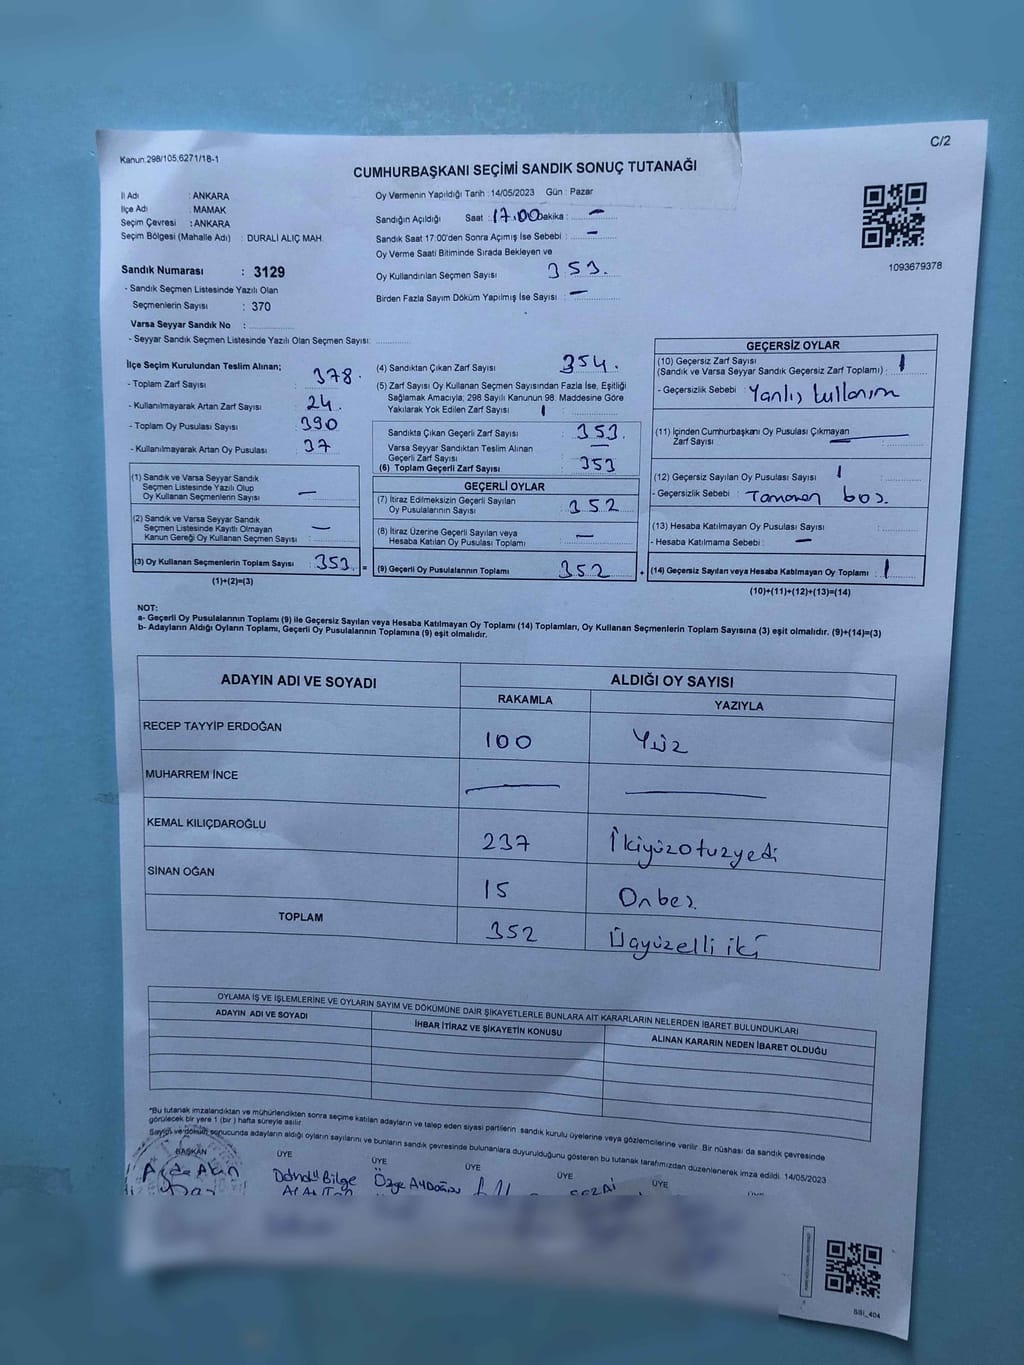 Kanun.298/105.6271/18-1
C/2
CUMHURBAŞKANI SEÇİMİ SANDIK SONUÇ TUTANAĞI
İl Adı : ANKARA
İlçe Adı : MAMAK
Seçim Çevresi : ANKARA
Seçim Bölgesi (Mahalle Adı) : DURALİ ALIÇ MAH.
Sandık Numarası : 3129
- Sandık Seçmen Listesinde Yazılı Olan
Seçmenlerin Sayısı : 370
Varsa Seyyar Sandık No :
- Seyyar Sandık Seçmen Listesinde Yazılı Olan Seçmen Sayısı:
Oy Vermenin Yapıldığı Tarih : 14/05/2023 Gün : Pazar
Sandığın Açıldığı Saat : 17.00 Dakika : -
Sandık Saat 17:00'den Sonra Açımış İse Sebebi : -
Oy Verme Saati Bitiminde Sırada Bekleyen ve
Oy Kullandırılan Seçmen Sayısı 353.
Birden Fazla Sayım Döküm Yapılmış İse Sayısı : -
1093679378
İlçe Seçim Kurulundan Teslim Alınan;
- Toplam Zarf Sayısı : 378.
- Kullanılmayarak Artan Zarf Sayısı : 24.
- Toplam Oy Pusulası Sayısı : 390
- Kullanılmayarak Artan Oy Pusulası : 37
(1) Sandık ve Varsa Seyyar Sandık
Seçmen Listesinde Yazılı Olup
Oy Kullanan Seçmenlerin Sayısı : -
(2) Sandık ve Varsa Seyyar Sandık
Seçmen Listesinde Kayıtlı Olmayan
Kanun Gereği Oy Kullanan Seçmen Sayısı : -
(3) Oy Kullanan Seçmenlerin Toplam Sayısı : 353. =
(1)+(2)=(3)
(4) Sandıktan Çıkan Zarf Sayısı : 354.
(5) Zarf Sayısı Oy Kullanan Seçmen Sayısından Fazla İse, Eşitliği
Sağlamak Amacıyla; 298 Sayılı Kanunun 98. Maddesine Göre
Yakılarak Yok Edilen Zarf Sayısı : 1
Sandıkta Çıkan Geçerli Zarf Sayısı : 353.
Varsa Seyyar Sandıktan Teslim Alınan
Geçerli Zarf Sayısı : -
(6) Toplam Geçerli Zarf Sayısı : 353
GEÇERLİ OYLAR
(7) İtiraz Edilmeksizin Geçerli Sayılan
Oy Pusulalarının Sayısı : 352
(8) İtiraz Üzerine Geçerli Sayılan veya
Hesaba Katılan Oy Pusulası Toplamı : -
(9) Geçerli Oy Pusulalarının Toplamı : 352 +
GEÇERSİZ OYLAR
(10) Geçersiz Zarf Sayısı
(Sandık ve Varsa Seyyar Sandık Geçersiz Zarf Toplamı) : 1
- Geçersizlik Sebebi : Yanlış kullanım
(11) İçinden Cumhurbaşkanı Oy Pusulası Çıkmayan
Zarf Sayısı : -
(12) Geçersiz Sayılan Oy Pusulası Sayısı : 1
- Geçersizlik Sebebi : Tamamen boş.
(13) Hesaba Katılmayan Oy Pusulası Sayısı :
- Hesaba Katılmama Sebebi : -
(14) Geçersiz Sayılan veya Hesaba Katılmayan Oy Toplamı : 1
(10)+(11)+(12)+(13)=(14)
NOT:
a- Geçerli Oy Pusulalarının Toplamı (9) ile Geçersiz Sayılan veya Hesaba Katılmayan Oy Toplamı (14) Toplamları, Oy Kullanan Seçmenlerin Toplam Sayısına (3) eşit olmalıdır. (9)+(14)=(3)
b- Adayların Aldığı Oyların Toplamı, Geçerli Oy Pusulalarının Toplamına (9) eşit olmalıdır.
ADAYIN ADI VE SOYADI ALDIĞI OY SAYISI
RAKAMLA YAZIYLA
RECEP TAYYİP ERDOĞAN 100 Yüz
MUHARREM İNCE - -
KEMAL KILIÇDAROĞLU 237 İkiyüzotuzyedi
SİNAN OĞAN 15 Onbeş
TOPLAM 352 Üçyüzelli iki
OYLAMA İŞ VE İŞLEMLERİNE VE OYLARIN SAYIM VE DÖKÜMÜNE DAİR ŞİKAYETLERLE BUNLARA AİT KARARLARIN NELERDEN İBARET BULUNDUKLARI
ADAYIN ADI VE SOYADI İHBAR İTİRAZ VE ŞİKAYETİN KONUSU ALINAN KARARIN NEDEN İBARET OLDUĞU
*Bu tutanak imzalandıktan ve mühürlendikten sonra seçime katılan adayların ve talep eden siyasi partilerin sandık kurulu üyelerine veya gözlemcilerine verilir. Bir nüshası da sandık çevresinde
görülecek bir yere 1 (bir) hafta süreyle asılır.
Sayım ve döküm sonucunda adayların aldığı oyların sayılarını ve bunların sandık çevresinde bulunanlara duyurulduğunu gösteren bu tutanak tarafımızdan düzenlenerek imza edildi. 14/05/2023
BAŞKAN ÜYE ÜYE ÜYE ÜYE ÜYE ÜYE
Bilge Özge AYDOĞDU SEZAİ
SSI_404